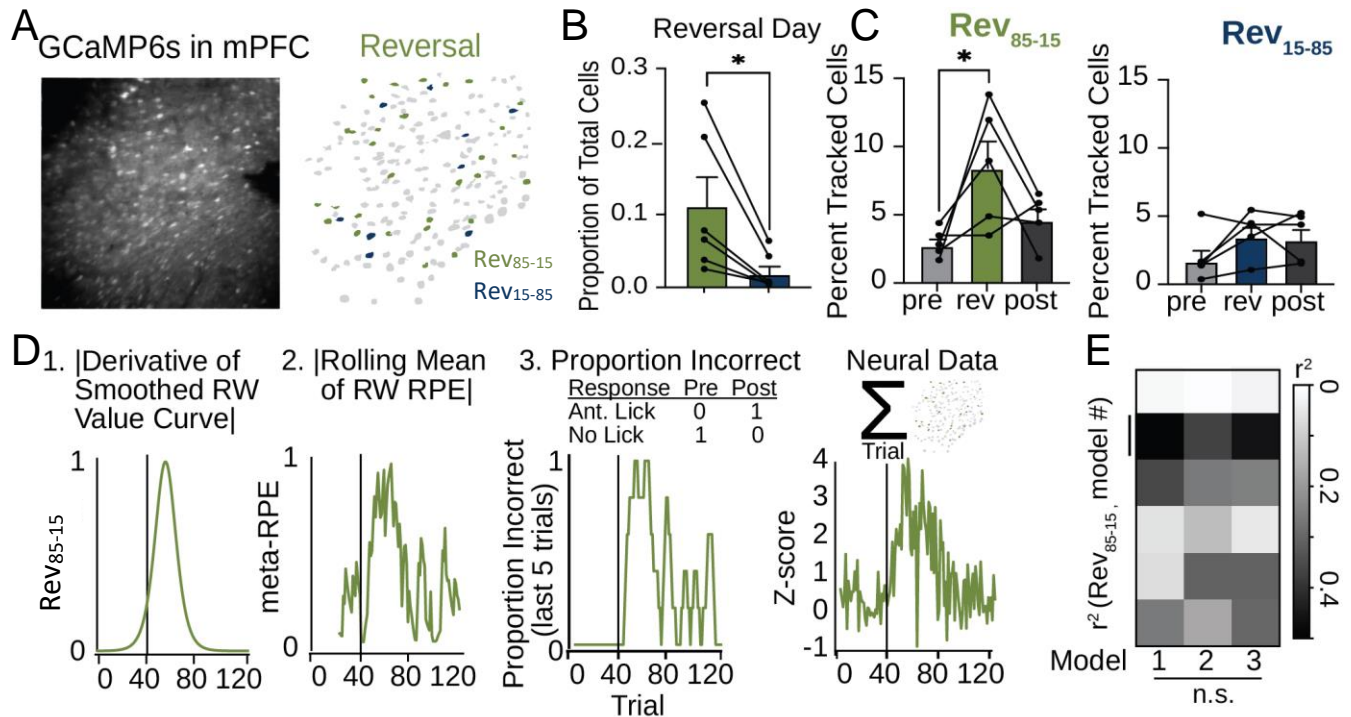 A
GCaMP6s in mPFC
Reversal
Rev85-15
Rev15-85
B
Reversal Day
Proportion of Total Cells
0.3
0.2
0.1
0.0
*
C
Rev85-15
Percent Tracked Cells
15
10
5
0
*
pre rev post
Rev15-85
Percent Tracked Cells
15
10
5
0
pre rev post
D
1. |Derivative of
Smoothed RW
Value Curve|
Rev85-15
1
0
0 40 80 120
2. |Rolling Mean
of RW RPE|
meta-RPE
1
0
0 40 80 120
3. Proportion Incorrect
Response Pre Post
Ant. Lick 0 1
No Lick 1 0
Proportion Incorrect
(last 5 trials)
1
0
0 40 80 120
Trial
Neural Data
Σ
Trial
Z-score
4
3
2
1
0
-1
0 40 80 120
E
r²
r² (Rev85-15, model #)
0
0.2
0.4
Model 1 2 3
n.s.